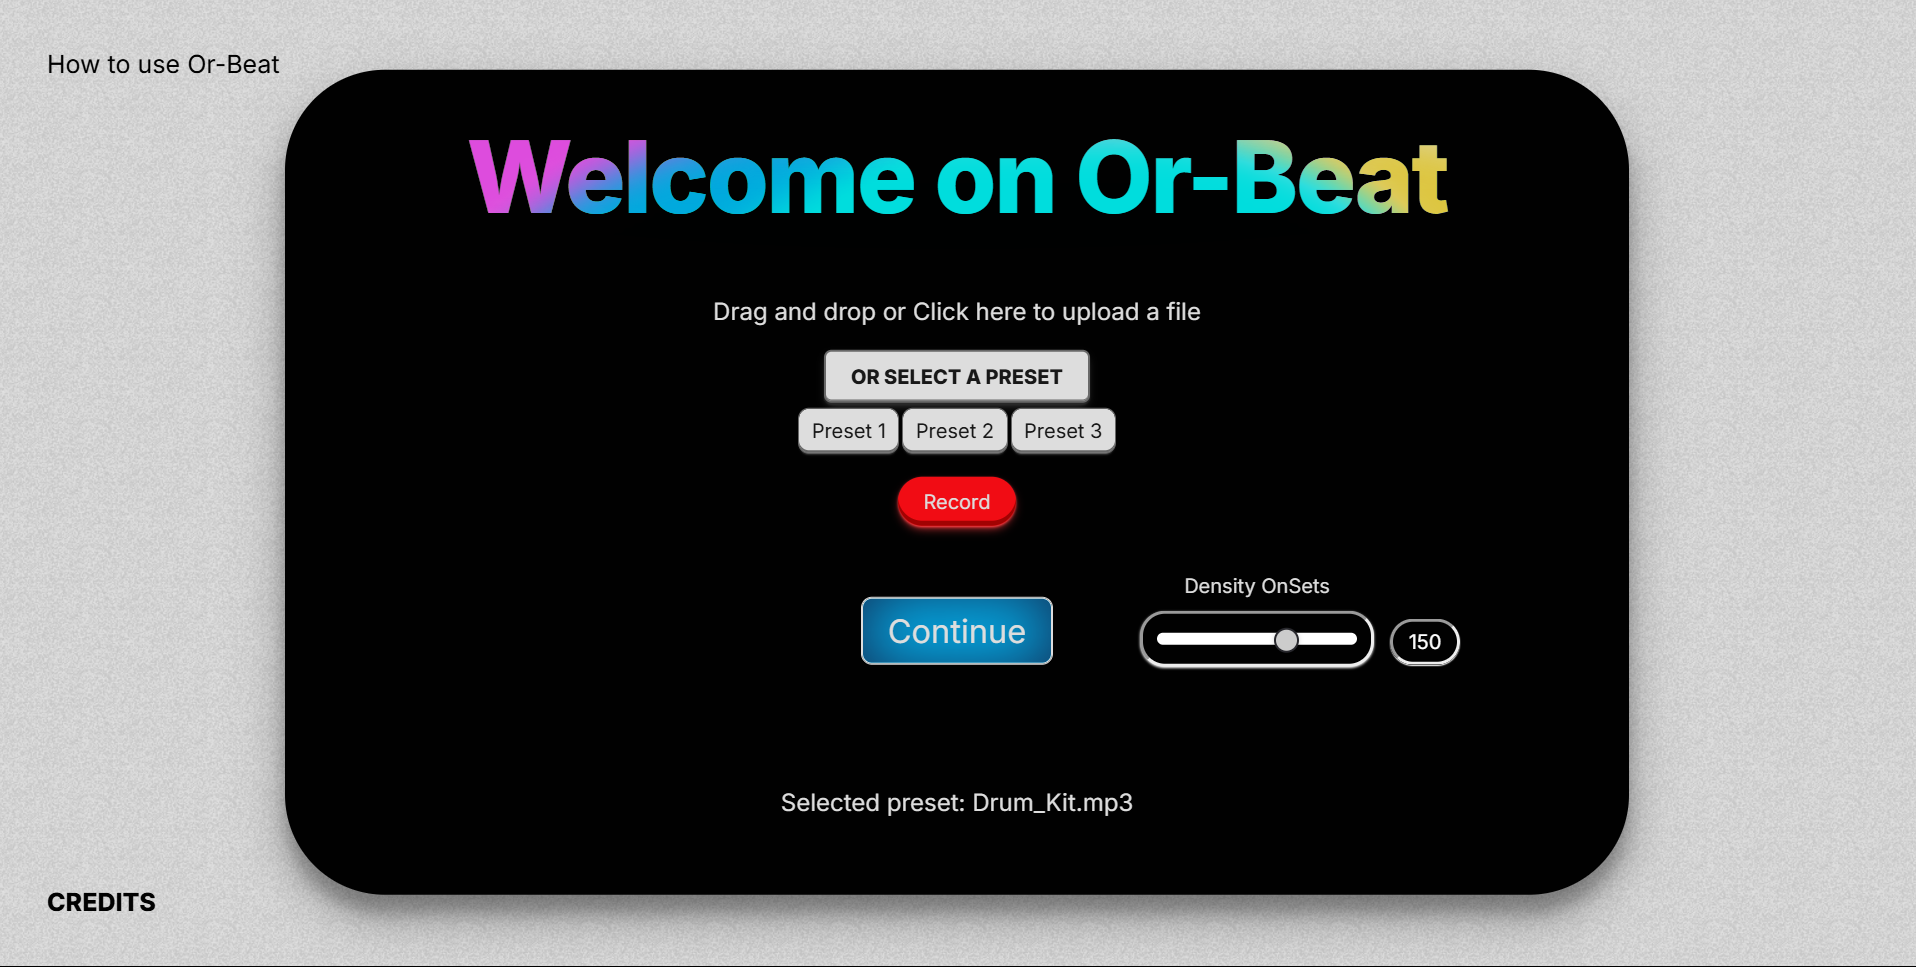 How to use Or-Beat
Welcome on Or-Beat
Drag and drop or Click here to upload a file
OR SELECT A PRESET
Preset 1 Preset 2 Preset 3
Record
Density OnSets
Continue
150
Selected preset: Drum_Kit.mp3
CREDITS